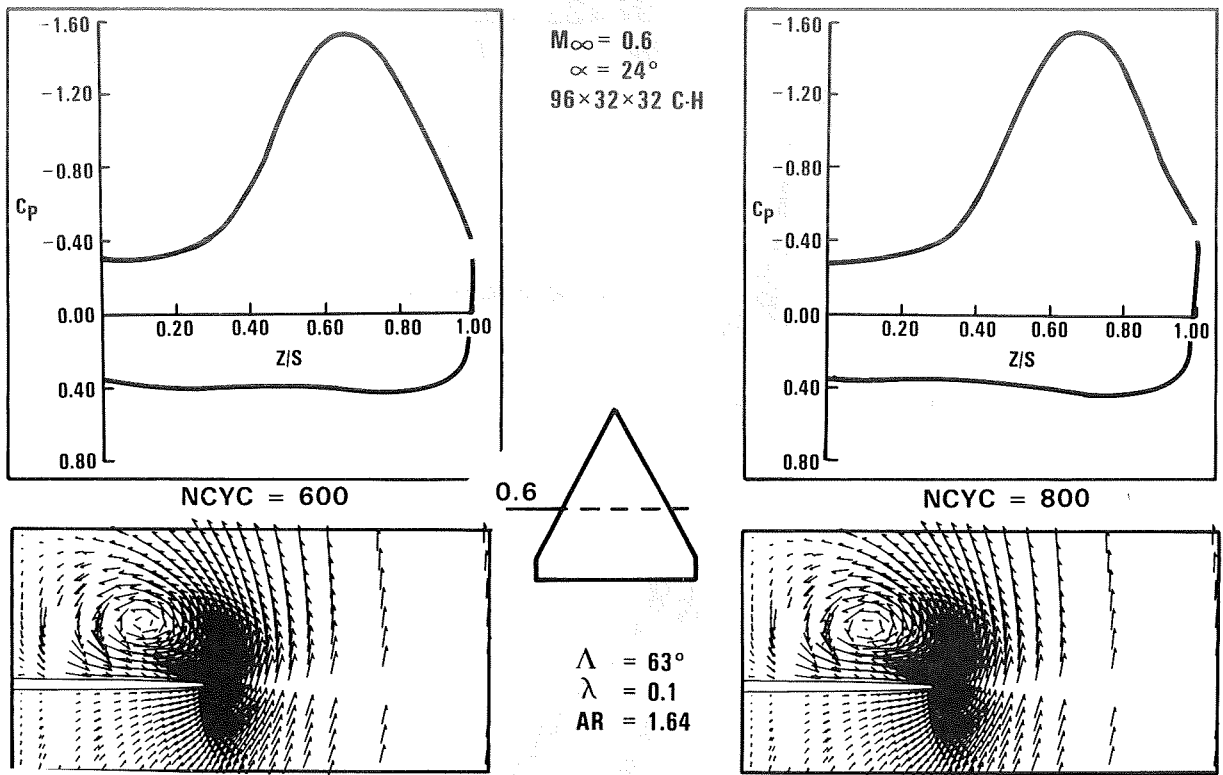 -1.60
-1.20
-0.80
-0.40
0.00
0.40
0.80
CP
0.20 0.40 0.60 0.80 1.00
Z/S
NCYC = 600
M∞ = 0.6
∝ = 24°
96×32×32 C-H
0.6
Λ = 63°
λ = 0.1
AR = 1.64
-1.60
-1.20
-0.80
-0.40
0.00
0.40
0.80
CP
0.20 0.40 0.60 0.80 1.00
Z/S
NCYC = 800